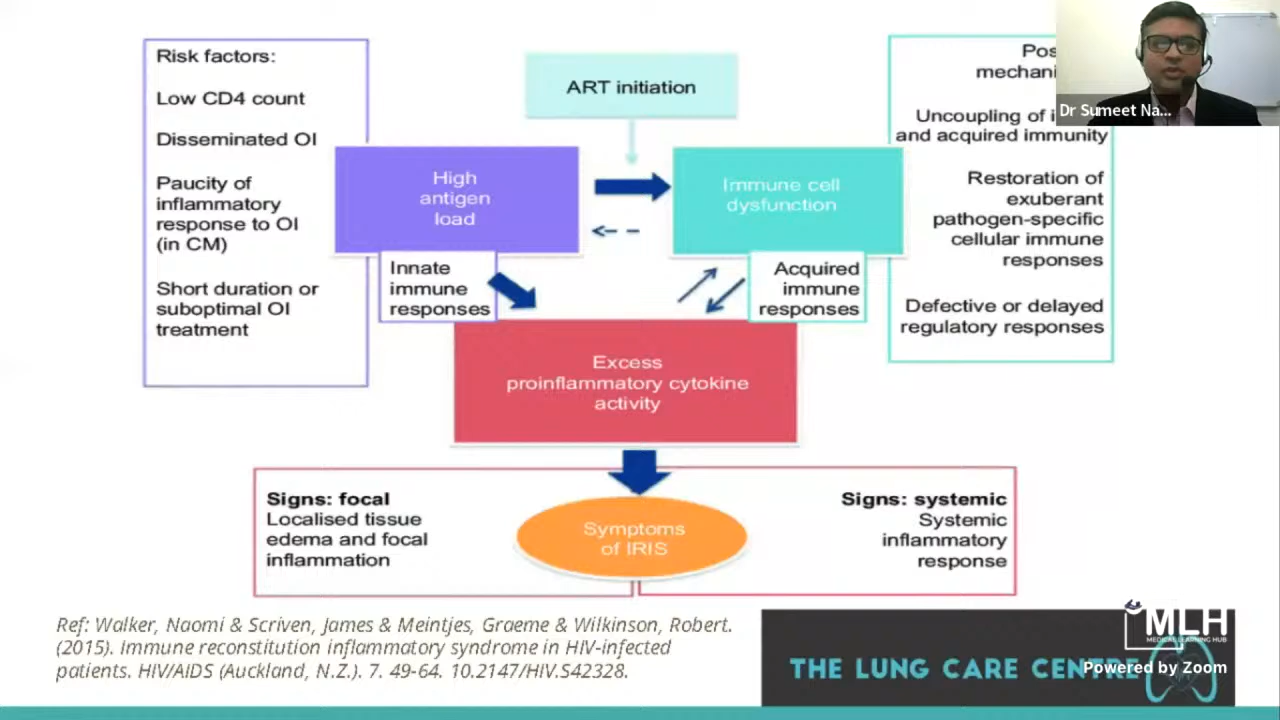 Risk factors:
Low CD4 count
Disseminated OI
Paucity of
inflammatory
response to OI
(in CM)
Short duration or
suboptimal OI
treatment
ART initiation
High
antigen
load
Immune cell
dysfunction
Innate
immune
responses
Acquired
immune
responses
Excess
proinflammatory cytokine
activity
Uncoupling of
and acquired immunity
Restoration of
exuberant
pathogen-specific
cellular immune
responses
Defective or delayed
regulatory responses
Dr Sumeet Na...
Signs: focal
Localised tissue
edema and focal
inflammation
Symptoms
of IRIS
Signs: systemic
Systemic
inflammatory
response
Ref: Walker, Naomi & Scriven, James & Meintjes, Graeme & Wilkinson, Robert.
(2015). Immune reconstitution inflammatory syndrome in HIV-infected
patients. HIV/AIDS (Auckland, N.Z.). 7. 49-64. 10.2147/HIV.S42328.
MLH
MEDICAL LEARNING HUB
THE LUNG CARE CENTRE
Powered by Zoom